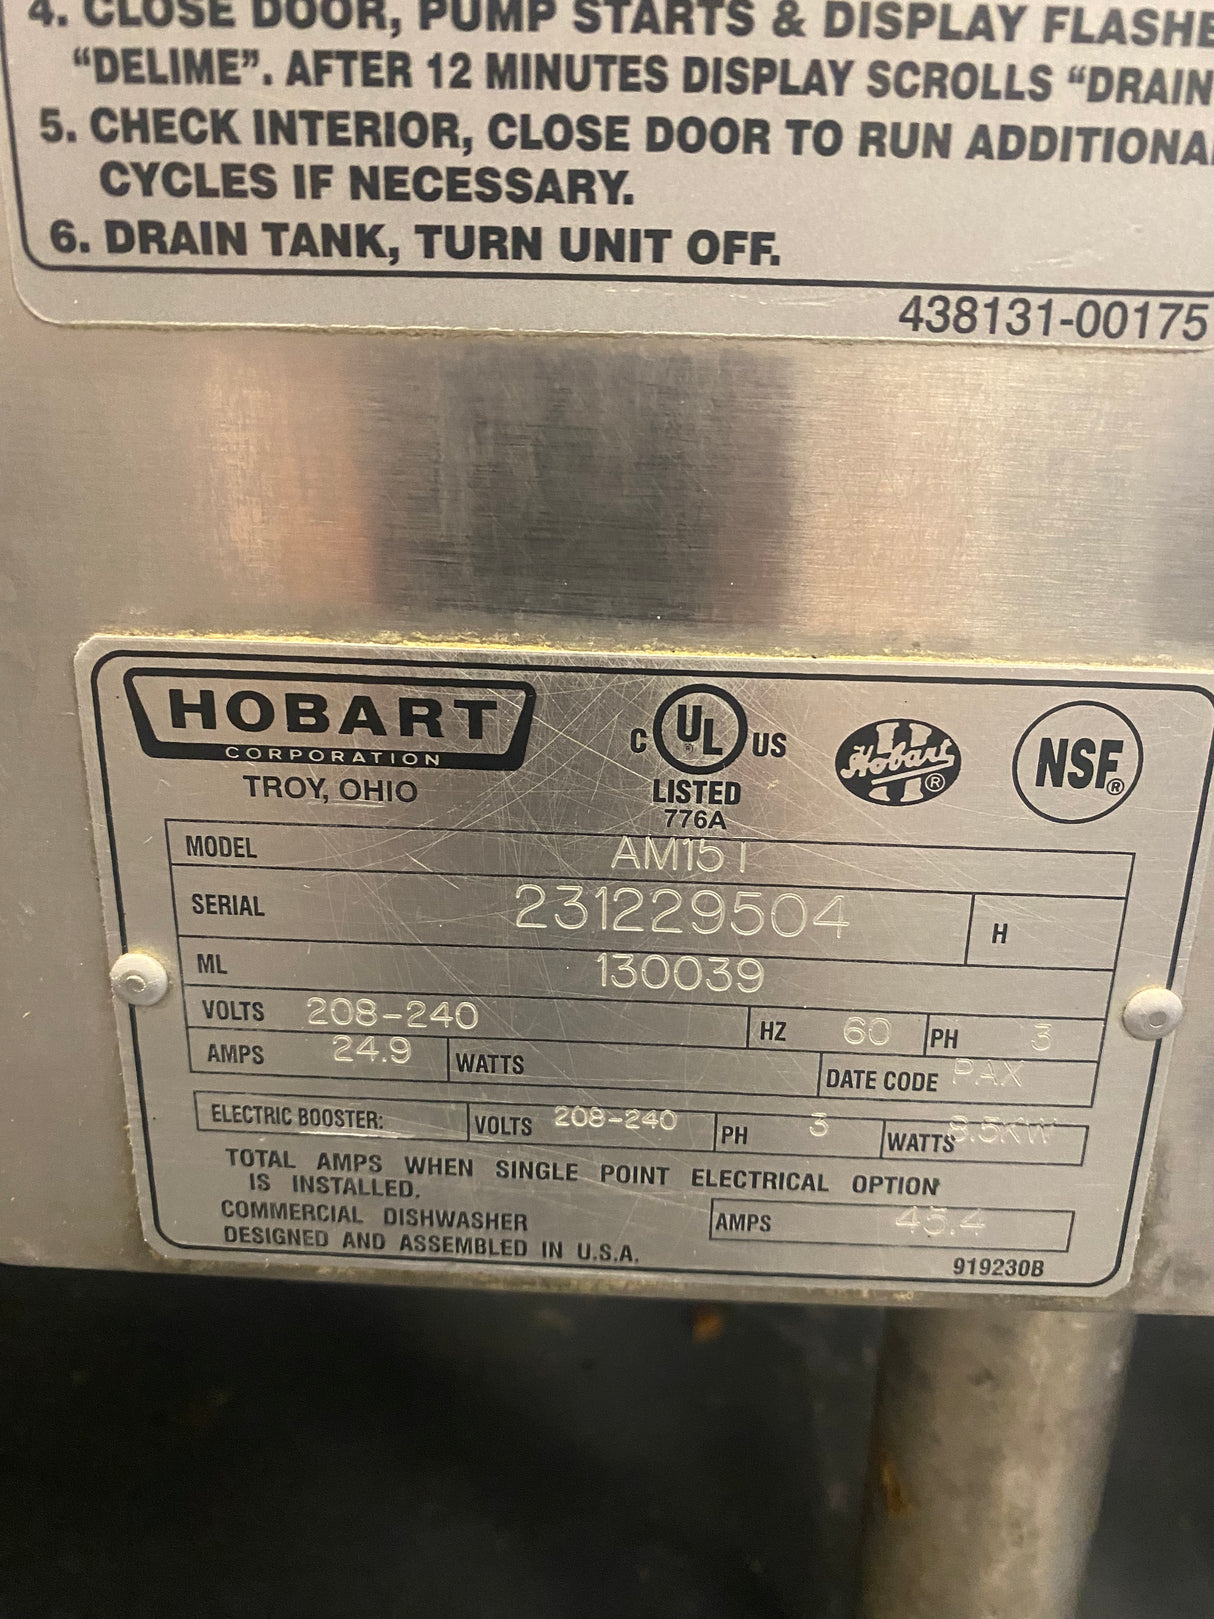 4. CLOSE DOOR, PUMP STARTS & DISPLAY FLASHE
"DELIME". AFTER 12 MINUTES DISPLAY SCROLLS "DRAIN
5. CHECK INTERIOR, CLOSE DOOR TO RUN ADDITIONAL
CYCLES IF NECESSARY.
6. DRAIN TANK, TURN UNIT OFF.
438131-00175
HOBART
CORPORATION
TROY, OHIO
C UL US
LISTED
776A
Hobart ®
NSF®
MODEL AM15T
SERIAL 231229504 H
ML 130039
VOLTS 208-240 HZ 60 PH 3
AMPS 24.9 WATTS DATE CODE PAX
ELECTRIC BOOSTER: VOLTS 208-240 PH 3 WATTS 8.5KW
TOTAL AMPS WHEN SINGLE POINT ELECTRICAL OPTION
IS INSTALLED.
COMMERCIAL DISHWASHER AMPS 45.4
DESIGNED AND ASSEMBLED IN U.S.A.
919230B